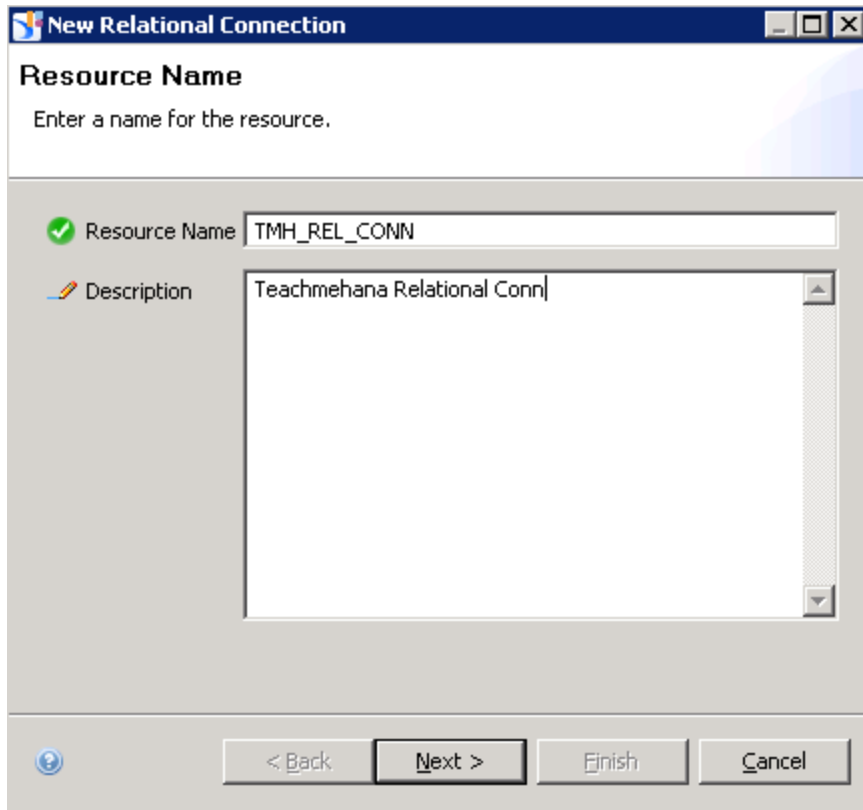 New Relational Connection
Resource Name
Enter a name for the resource.
Resource Name TMH_REL_CONN
Description Teachmehana Relational Conn
< Back Next > Finish Cancel